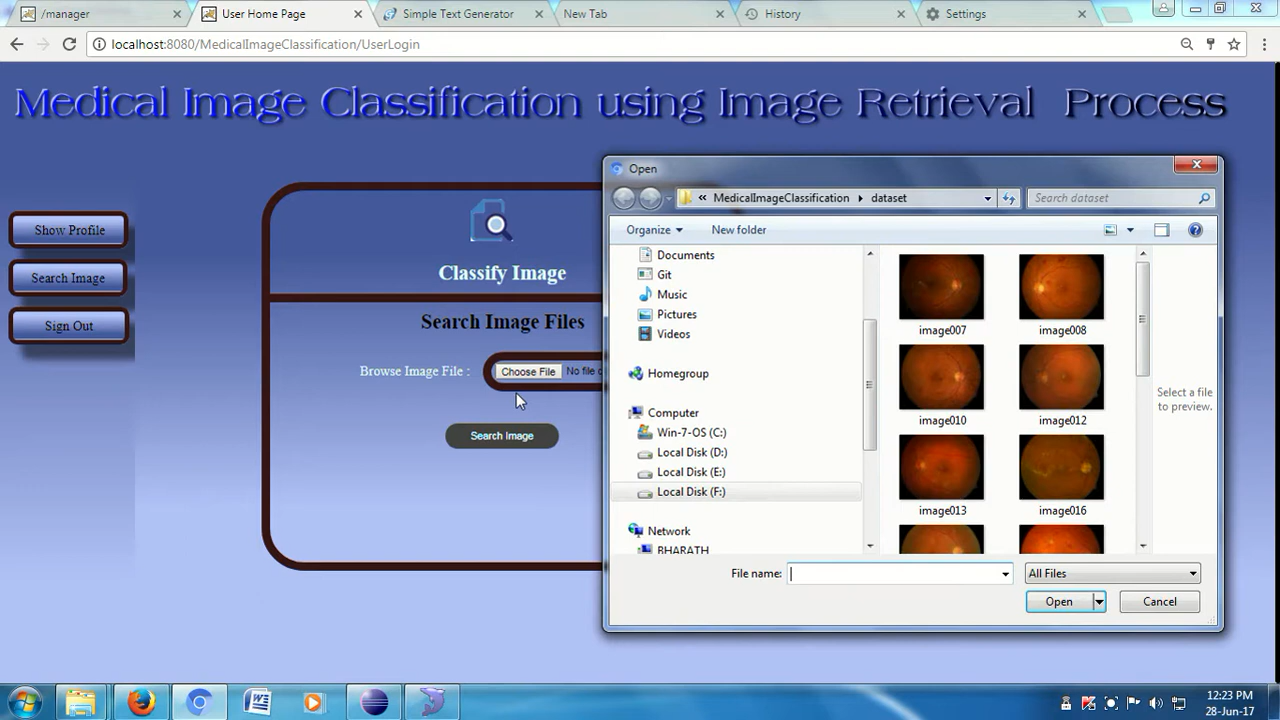 /manager
User Home Page
Simple Text Generator
New Tab
History
Settings
localhost:8080/MedicalImageClassification/UserLogin
Medical Image Classification using Image Retrieval Process
Show Profile
Search Image
Sign Out
Classify Image
Search Image Files
Browse Image File :
Choose File
No file
Search Image
Open
« MedicalImageClassification dataset
Search dataset
Organize
New folder
Documents
Git
Music
Pictures
Videos
Homegroup
Computer
Win-7-OS (C:)
Local Disk (D:)
Local Disk (E:)
Local Disk (F:)
Network
BHARATH
image007
image008
image010
image012
image013
image016
Select a file
to preview.
File name:
All Files
Open
Cancel
12:23 PM
28-Jun-17